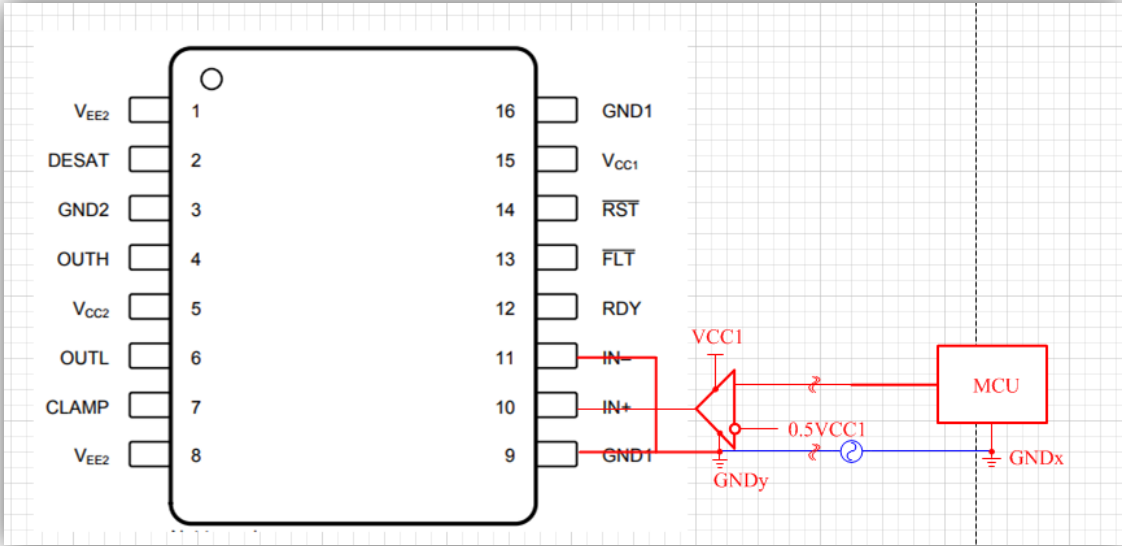 VEE2 1 16 GND1
DESAT 2 15 VCC1
GND2 3 14 RST
OUTH 4 13 FLT
VCC2 5 12 RDY
VCC1
OUTL 6 11 IN–
MCU
CLAMP 7 10 IN+
0.5VCC1
VEE2 8 9 GND1
GNDx
GNDy